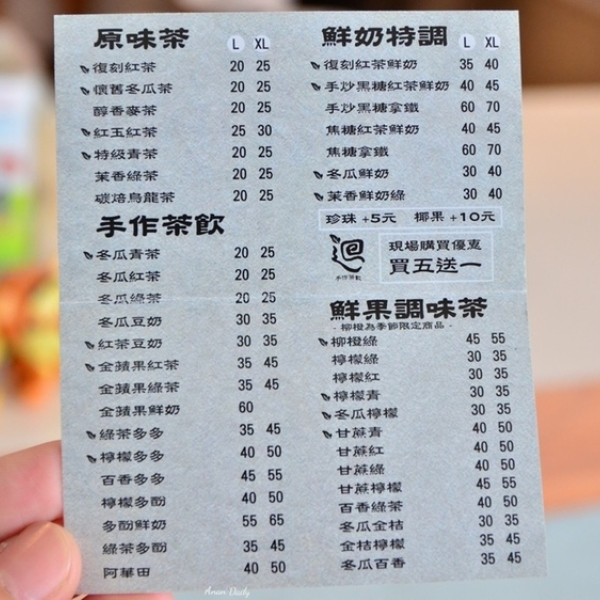 原味茶 L XL
復刻紅茶 20 25
懷舊冬瓜茶 20 25
醇香麥茶 20 25
紅玉紅茶 25 30
特級青茶 20 25
茉香綠茶 20 25
碳焙烏龍茶 20 25
手作茶飲
冬瓜青茶 20 25
冬瓜紅茶 20 25
冬瓜綠茶 20 25
冬瓜豆奶 30 35
紅茶豆奶 30 35
金蘋果紅茶 35 45
金蘋果綠茶 35 45
金蘋果鮮奶 60
綠茶多多 35 45
檸檬多多 40 50
百香多多 45 55
檸檬多酚 40 50
多酚鮮奶 55 65
綠茶多酚 35 45
阿華田 40 50
鮮奶特調 L XL
復刻紅茶鮮奶 35 40
手炒黑糖紅茶鮮奶 40 45
手炒黑糖拿鐵 60 70
焦糖紅茶鮮奶 40 45
焦糖拿鐵 60 70
冬瓜鮮奶 30 40
茉香鮮奶綠 30 40
珍珠+5元 椰果+10元
迴
手作茶飲
現場購買優惠
買五送一
鮮果調味茶
- 柳橙為季節限定商品 -
柳橙綠 45 55
檸檬綠 30 35
檸檬紅 30 35
檸檬青 30 35
冬瓜檸檬 30 35
甘蔗青 40 50
甘蔗紅 40 50
甘蔗綠 40 50
甘蔗檸檬 45 55
百香綠茶 40 50
冬瓜金桔 30 35
金桔檸檬 35 45
冬瓜百香 35 45